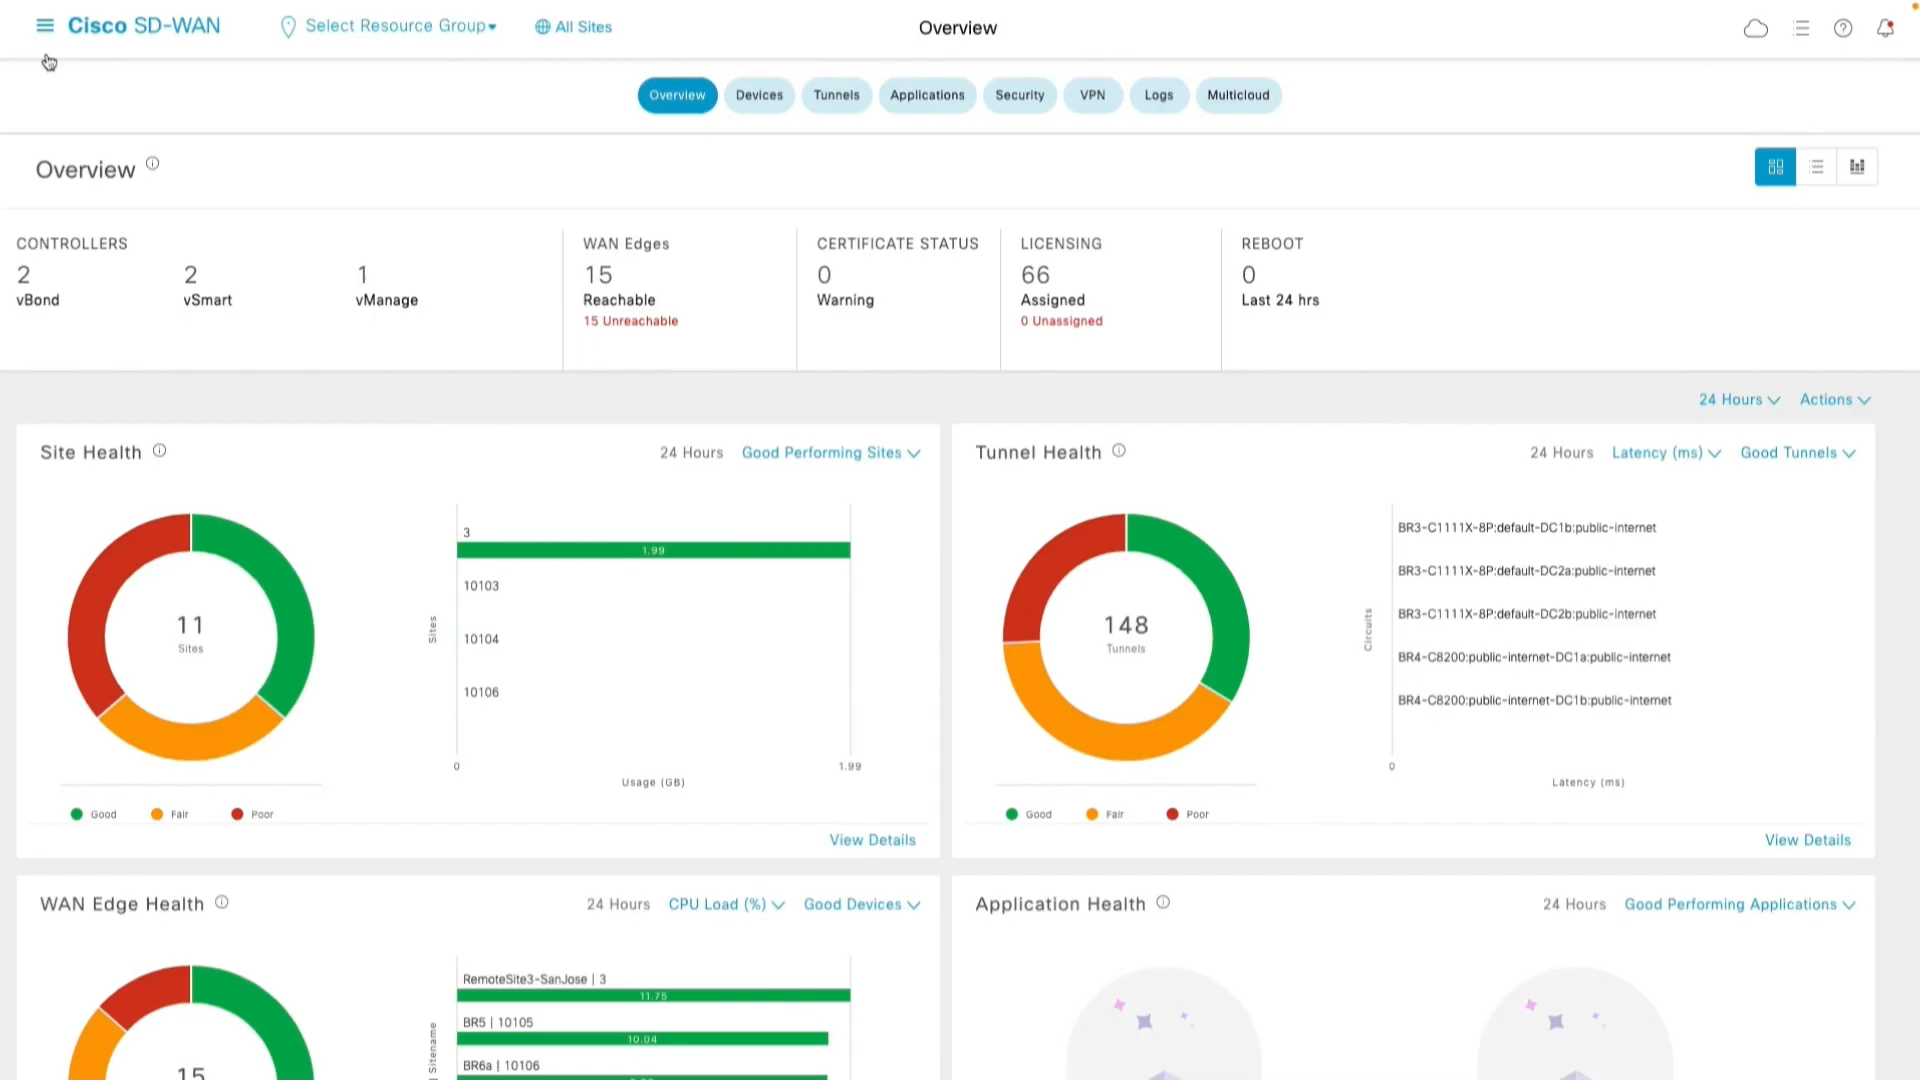 Cisco SD-WAN
Select Resource Group
All Sites
Overview
Overview
Devices
Tunnels
Applications
Security
VPN
Logs
Multicloud
Overview
CONTROLLERS
2
vBond
2
vSmart
1
vManage
WAN Edges
15
Reachable
15 Unreachable
CERTIFICATE STATUS
0
Warning
LICENSING
66
Assigned
0 Unassigned
REBOOT
0
Last 24 hrs
24 Hours
Actions
Site Health
24 Hours
Good Performing Sites
11
Sites
Good
Fair
Poor
Sites
3
1.99
10103
10104
10106
0
1.99
Usage (GB)
View Details
Tunnel Health
24 Hours
Latency (ms)
Good Tunnels
148
Tunnels
Good
Fair
Poor
Circuits
BR3-C1111X-8P:default-DC1b:public-internet
BR3-C1111X-8P:default-DC2a:public-internet
BR3-C1111X-8P:default-DC2b:public-internet
BR4-C8200:public-internet-DC1a:public-internet
BR4-C8200:public-internet-DC1b:public-internet
0
Latency (ms)
View Details
WAN Edge Health
24 Hours
CPU Load (%)
Good Devices
15
Sitename
RemoteSite3-SanJose | 3
11.75
BR5 | 10105
10.04
BR6a | 10106
Application Health
24 Hours
Good Performing Applications